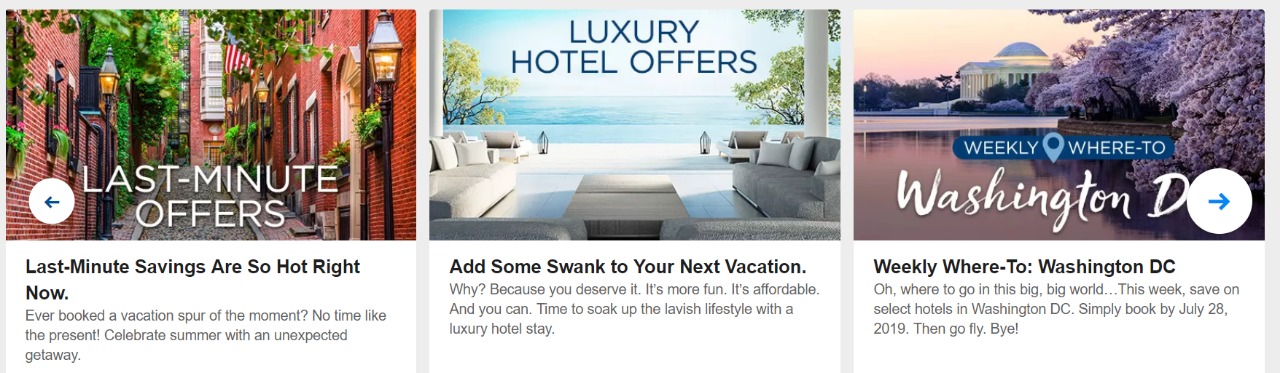 LAST-MINUTE
OFFERS
Last-Minute Savings Are So Hot Right
Now.
Ever booked a vacation spur of the moment? No time like
the present! Celebrate summer with an unexpected
getaway.
LUXURY
HOTEL OFFERS
Add Some Swank to Your Next Vacation.
Why? Because you deserve it. It's more fun. It's affordable.
And you can. Time to soak up the lavish lifestyle with a
luxury hotel stay.
WEEKLY WHERE-TO
Washington D
Weekly Where-To: Washington DC
Oh, where to go in this big, big world…This week, save on
select hotels in Washington DC. Simply book by July 28,
2019. Then go fly. Bye!